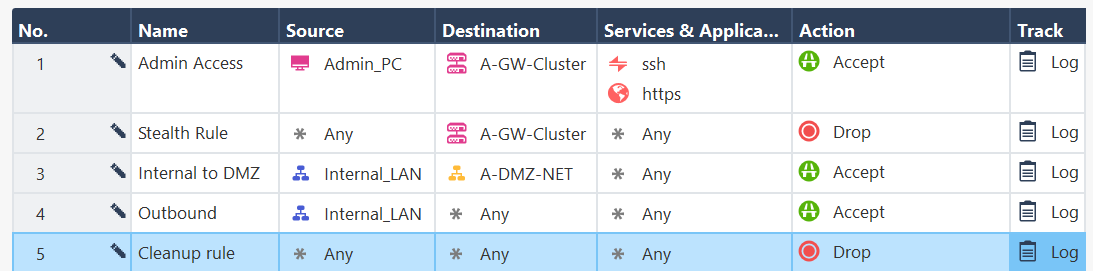 No. Name Source Destination Services & Applica... Action Track
1 Admin Access Admin_PC A-GW-Cluster ssh Accept Log
https
2 Stealth Rule Any A-GW-Cluster Any Drop Log
3 Internal to DMZ Internal_LAN A-DMZ-NET Any Accept Log
4 Outbound Internal_LAN Any Any Accept Log
5 Cleanup rule Any Any Any Drop Log